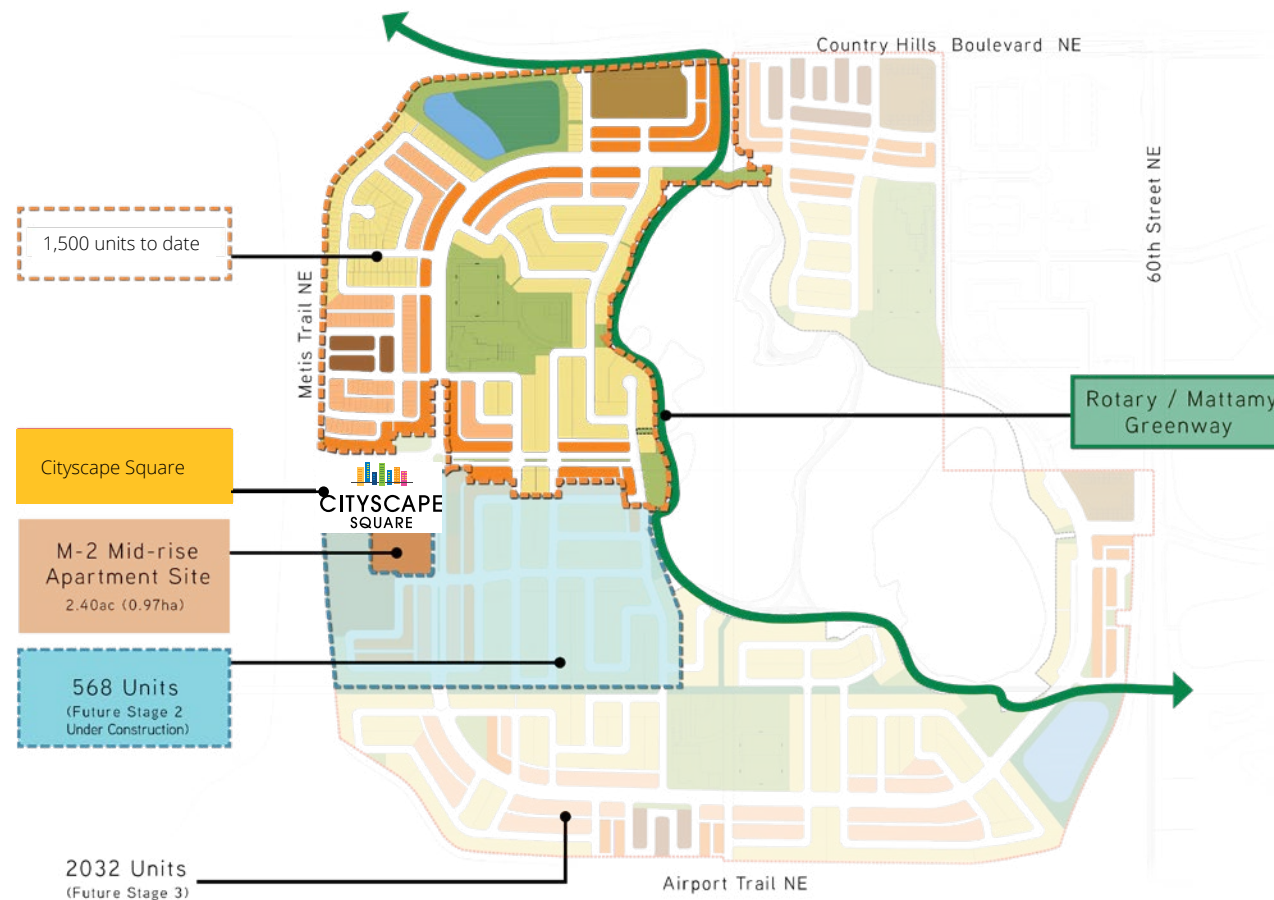 Country Hills Boulevard NE
60th Street NE
1,500 units to date
Metis Trail NE
Rotary / Mattamy
Greenway
Cityscape Square
CITYSCAPE
SQUARE
M-2 Mid-rise
Apartment Site
2.40ac (0.97ha)
568 Units
(Future Stage 2
Under Construction)
2032 Units
(Future Stage 3)
Airport Trail NE